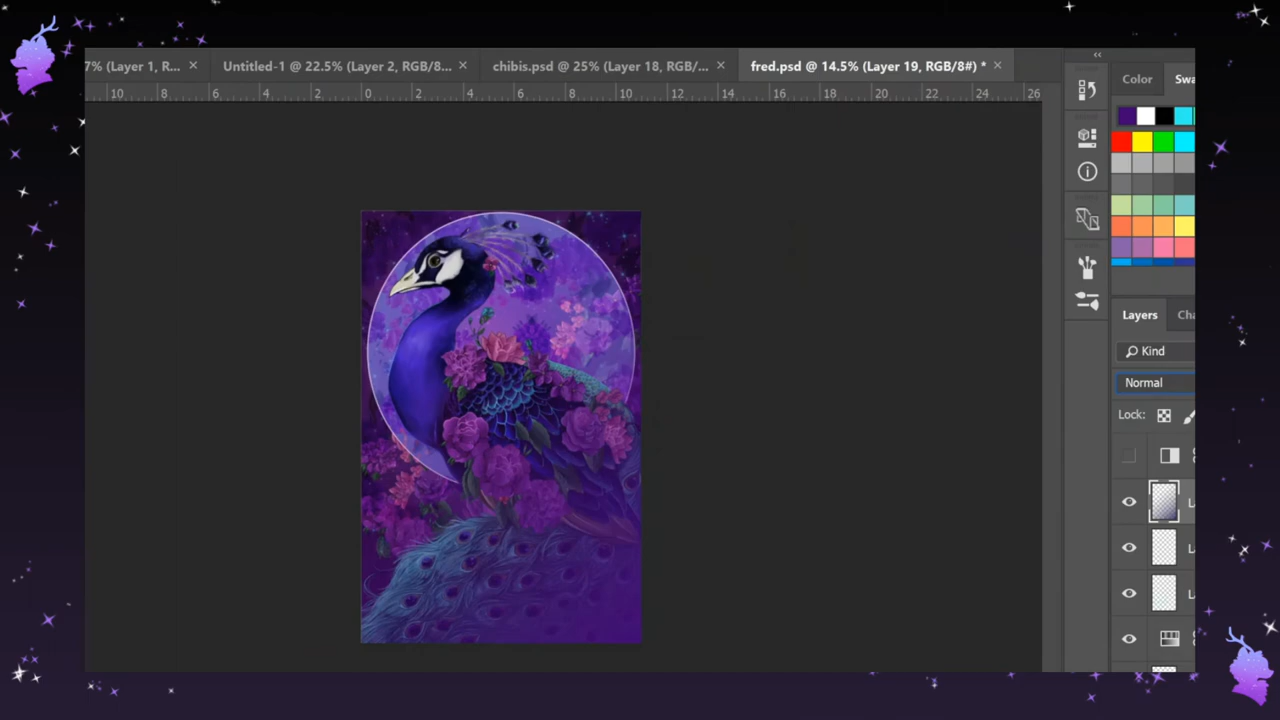 7% (Layer 1, R... × Untitled-1 @ 22.5% (Layer 2, RGB/8... × chibis.psd @ 25% (Layer 18, RGB/... × fred.psd @ 14.5% (Layer 19, RGB/8#) * ×
10 8 6 4 2 0 2 4 6 8 10 12 14 16 18 20 22 24 26
Color Swa
Layers Cha
Kind
Normal
Lock: